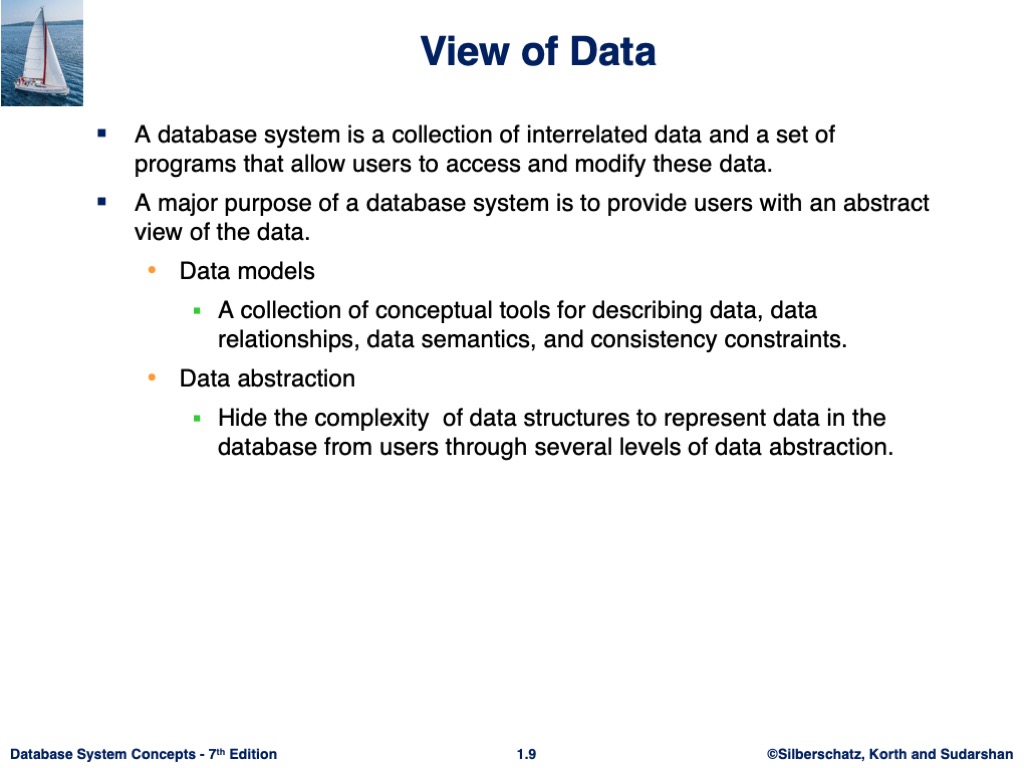 View of Data
A database system is a collection of interrelated data and a set of
programs that allow users to access and modify these data.
A major purpose of a database system is to provide users with an abstract
view of the data.
Data models
A collection of conceptual tools for describing data, data
relationships, data semantics, and consistency constraints.
Data abstraction
Hide the complexity  of data structures to represent data in the
database from users through several levels of data abstraction.
Database System Concepts - 7th Edition
1.9
©Silberschatz, Korth and Sudarshan